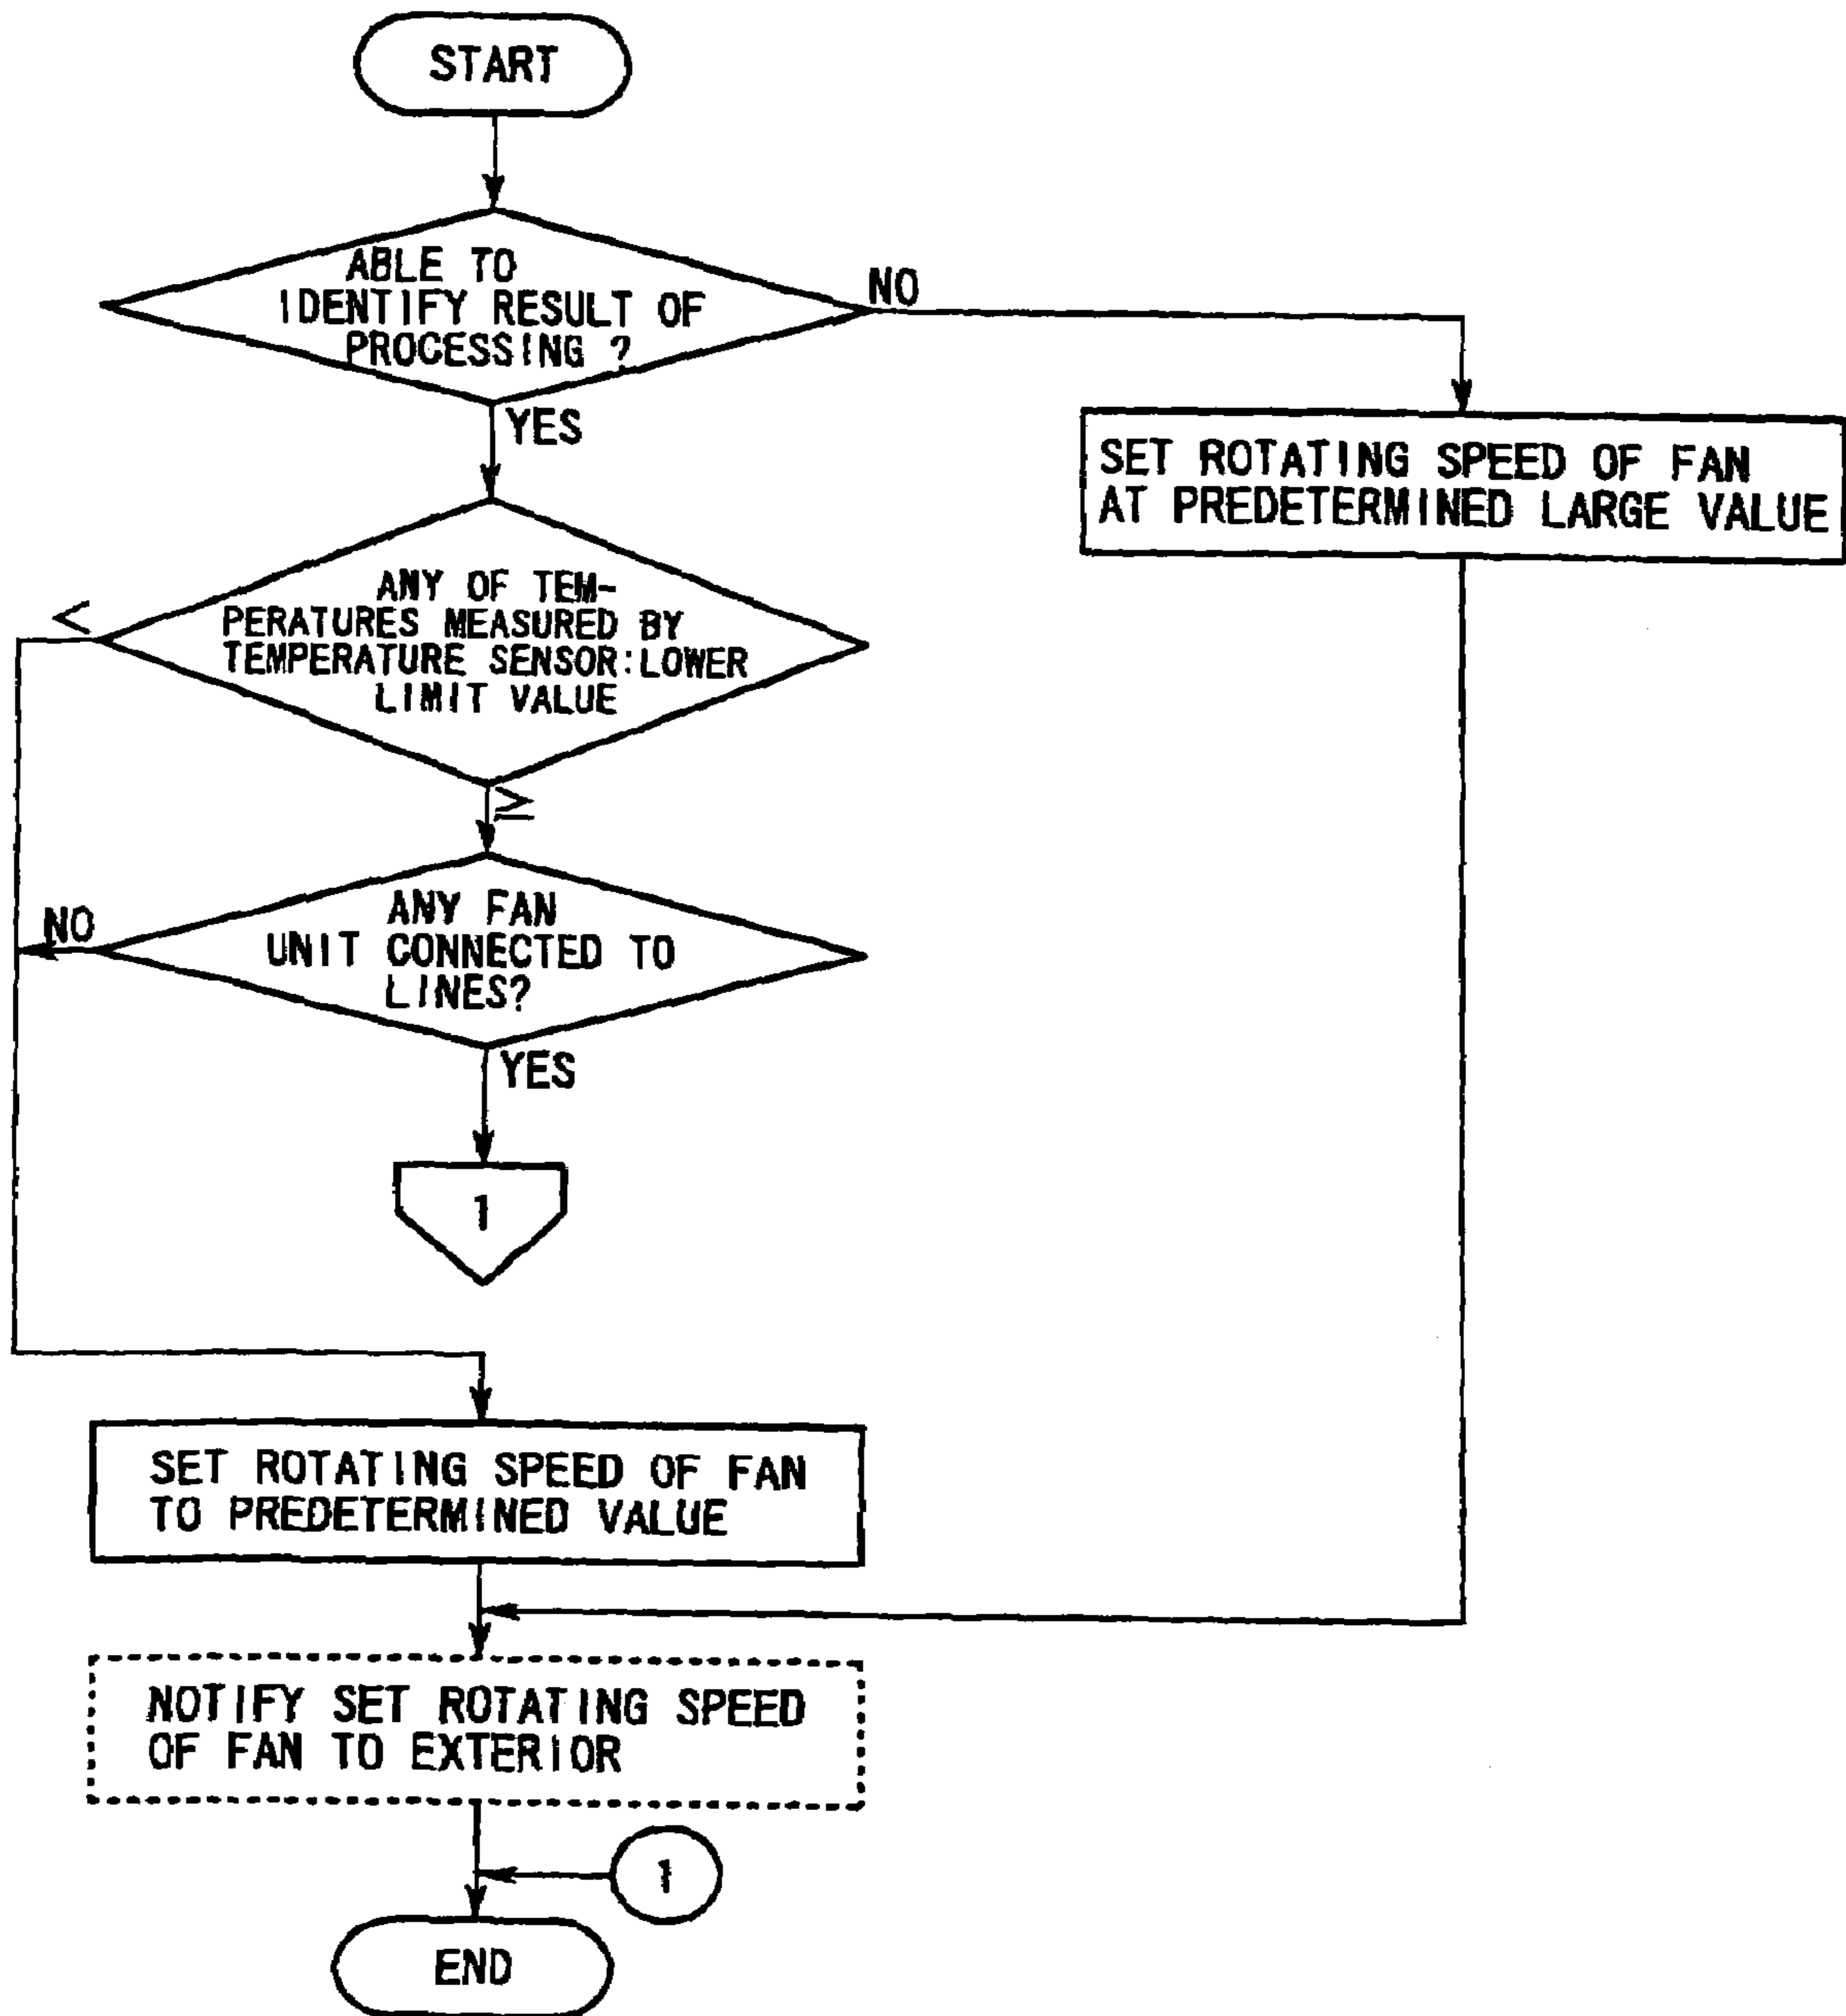 START
ABLE TO
IDENTIFY RESULT OF
PROCESSING ?
NO
YES
SET ROTATING SPEED OF FAN
AT PREDETERMINED LARGE VALUE
ANY OF TEM-
PERATURES MEASURED BY
TEMPERATURE SENSOR:LOWER
LIMIT VALUE
<
≥
ANY FAN
UNIT CONNECTED TO
LINES?
NO
YES
1
SET ROTATING SPEED OF FAN
TO PREDETERMINED VALUE
NOTIFY SET ROTATING SPEED
OF FAN TO EXTERIOR
1
END